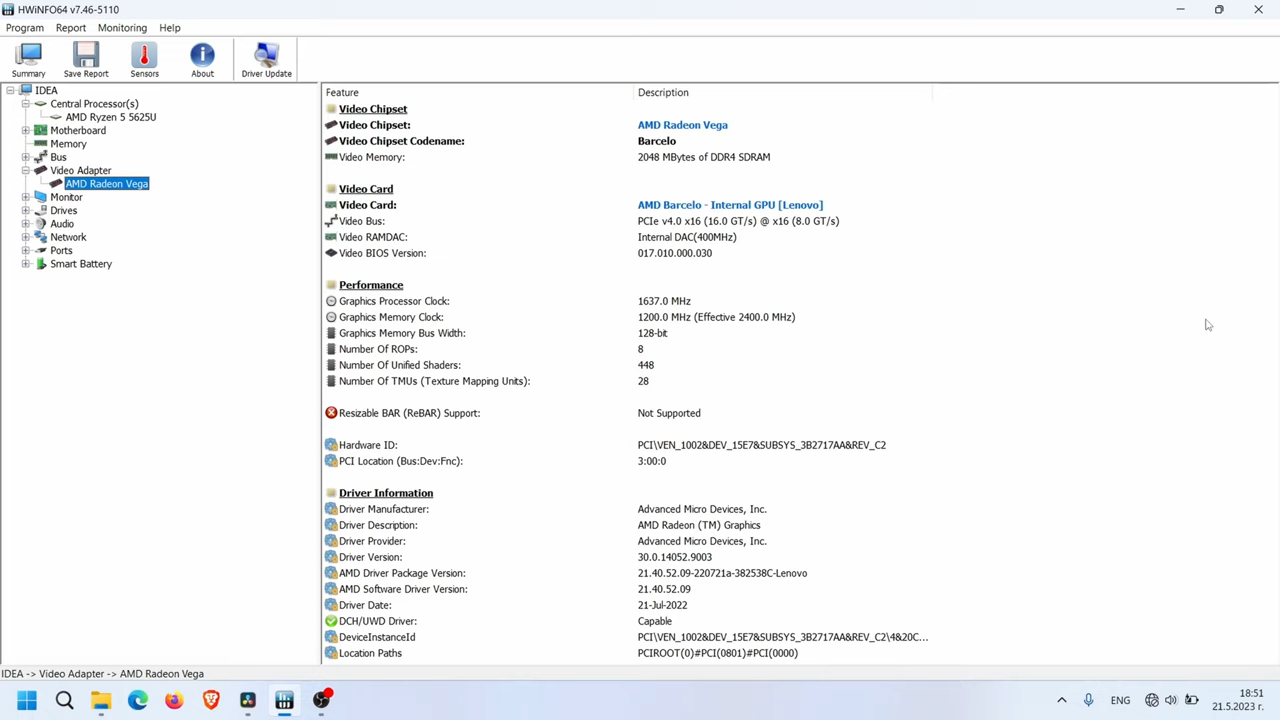 HWiNFO64 v7.46-5110
Program Report Monitoring Help
Summary Save Report Sensors About Driver Update
IDEA
Central Processor(s)
AMD Ryzen 5 5625U
Motherboard
Memory
Bus
Video Adapter
AMD Radeon Vega
Monitor
Drives
Audio
Network
Ports
Smart Battery
Feature Description
Video Chipset
Video Chipset: AMD Radeon Vega
Video Chipset Codename: Barcelo
Video Memory: 2048 MBytes of DDR4 SDRAM
Video Card
Video Card: AMD Barcelo - Internal GPU [Lenovo]
Video Bus: PCIe v4.0 x16 (16.0 GT/s) @ x16 (8.0 GT/s)
Video RAMDAC: Internal DAC(400MHz)
Video BIOS Version: 017.010.000.030
Performance
Graphics Processor Clock: 1637.0 MHz
Graphics Memory Clock: 1200.0 MHz (Effective 2400.0 MHz)
Graphics Memory Bus Width: 128-bit
Number Of ROPs: 8
Number Of Unified Shaders: 448
Number Of TMUs (Texture Mapping Units): 28
Resizable BAR (ReBAR) Support: Not Supported
Hardware ID: PCI\VEN_1002&DEV_15E7&SUBSYS_3B2717AA&REV_C2
PCI Location (Bus:Dev:Fnc): 3:00:0
Driver Information
Driver Manufacturer: Advanced Micro Devices, Inc.
Driver Description: AMD Radeon (TM) Graphics
Driver Provider: Advanced Micro Devices, Inc.
Driver Version: 30.0.14052.9003
AMD Driver Package Version: 21.40.52.09-220721a-382538C-Lenovo
AMD Software Driver Version: 21.40.52.09
Driver Date: 21-Jul-2022
DCH/UWD Driver: Capable
DeviceInstanceId PCI\VEN_1002&DEV_15E7&SUBSYS_3B2717AA&REV_C2\4&20C...
Location Paths PCIROOT(0)#PCI(0801)#PCI(0000)
IDEA -> Video Adapter -> AMD Radeon Vega
ENG
18:51
21.5.2023 г.